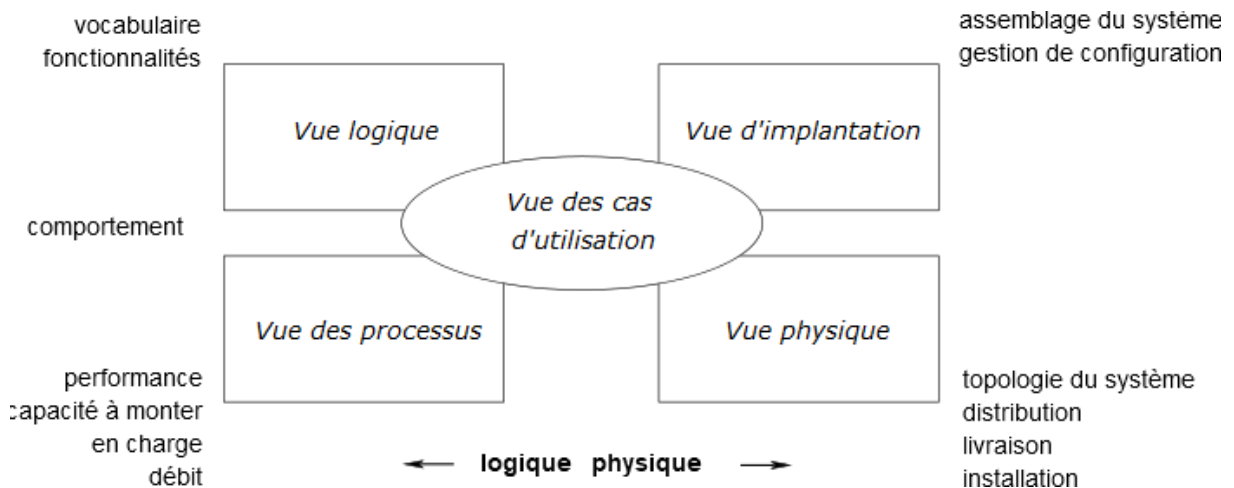 vocabulaire
fonctionnalités
assemblage du système
gestion de configuration
Vue logique
Vue d'implantation
Vue des cas
d'utilisation
comportement
Vue des processus
Vue physique
performance
capacité à monter
en charge
débit
topologie du système
distribution
livraison
installation
logique physique